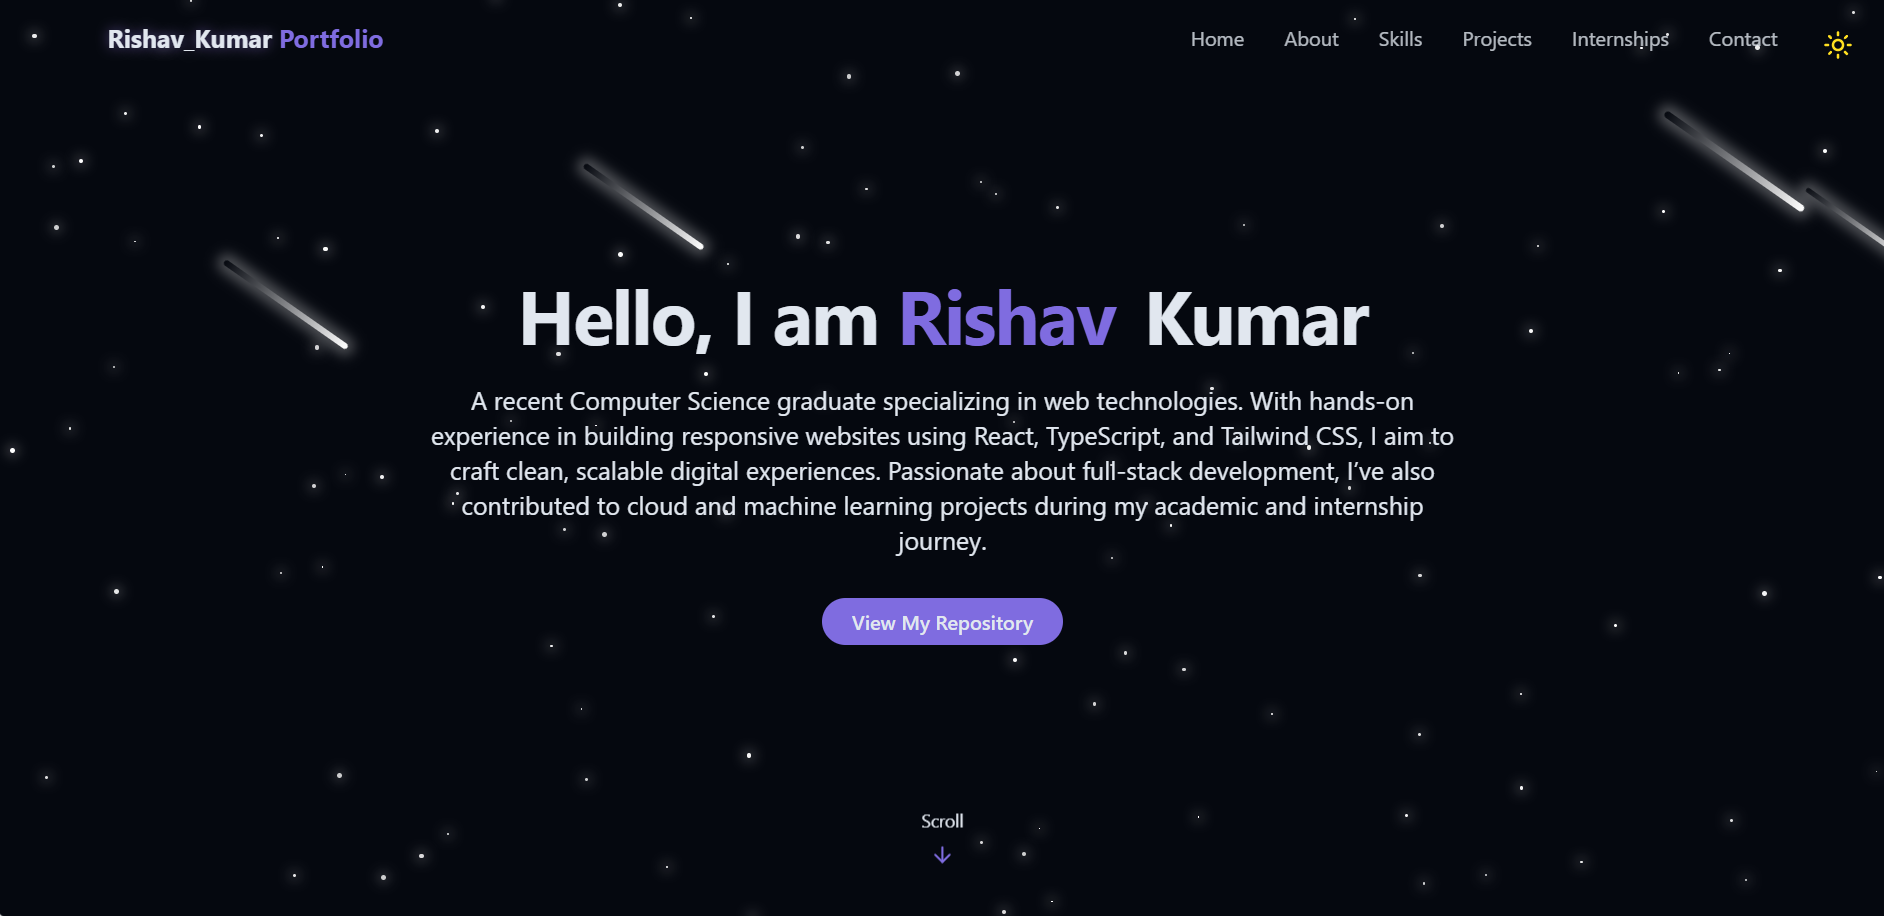 Rishav_Kumar Portfolio
Home About Skills Projects Internships Contact
Hello, I am Rishav Kumar
A recent Computer Science graduate specializing in web technologies. With hands-on
experience in building responsive websites using React, TypeScript, and Tailwind CSS, I aim to
craft clean, scalable digital experiences. Passionate about full-stack development, I’ve also
contributed to cloud and machine learning projects during my academic and internship
journey.
View My Repository
Scroll